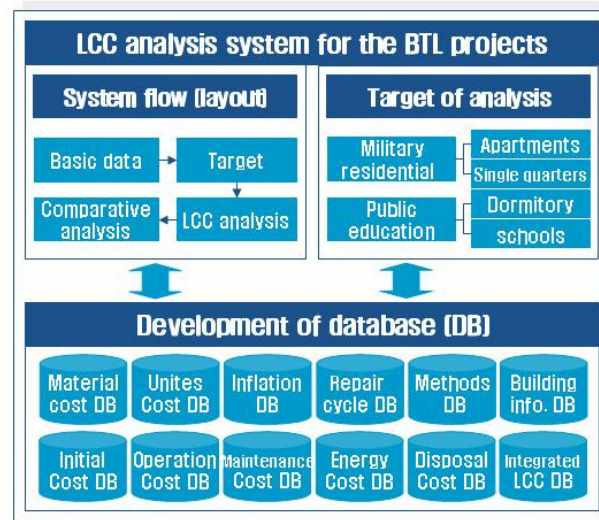 LCC analysis system for the BTL projects
System flow (layout)
Basic data
Target
Comparative
analysis
LCC analysis
Target of analysis
Military
residential
Apartments
Single quarters
Public
education
Dormitory
schools
Development of database (DB)
Material
cost DB
Unites
Cost DB
Inflation
DB
Repair
cycle DB
Methods
DB
Building
info. DB
Initial
Cost DB
Operation
Cost DB
Maintenance
Cost DB
Energy
Cost DB
Disposal
Cost DB
Integrated
LCC DB